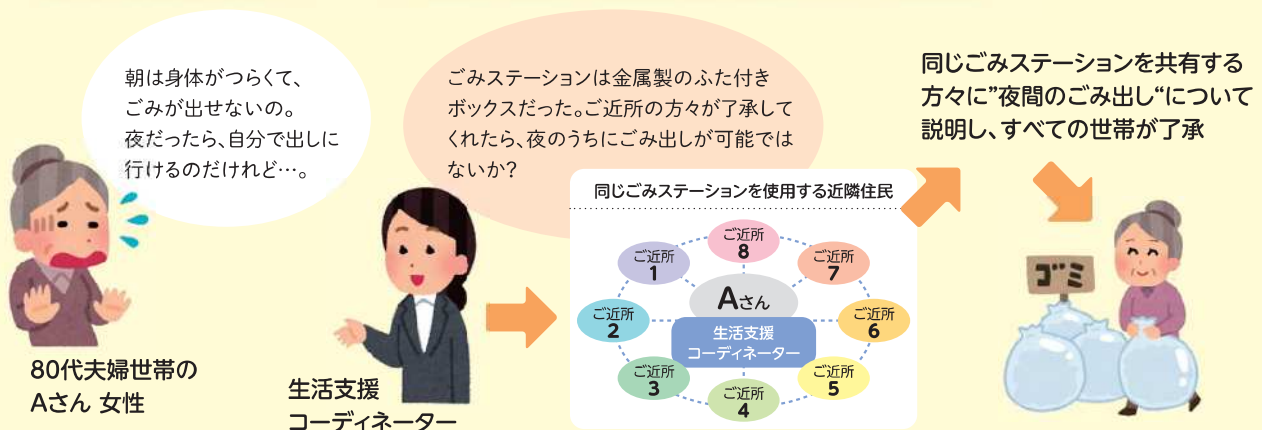 朝は身体がつらくて、
ごみが出せないの。
夜だったら、自分で出しに
行けるのだけれど…。
80代夫婦世帯の
Aさん 女性
ごみステーションは金属製のふた付き
ボックスだった。ご近所の方々が了承して
くれたら、夜のうちにごみ出しが可能では
ないか？
生活支援
コーディネーター
同じごみステーションを使用する近隣住民
ご近所
8
ご近所
1
ご近所
7
Aさん
ご近所
2
生活支援
コーディネーター
ご近所
6
ご近所
3
ご近所
5
ご近所
4
同じごみステーションを共有する
方々に”夜間のごみ出し“について
説明し、すべての世帯が了承
ゴミ